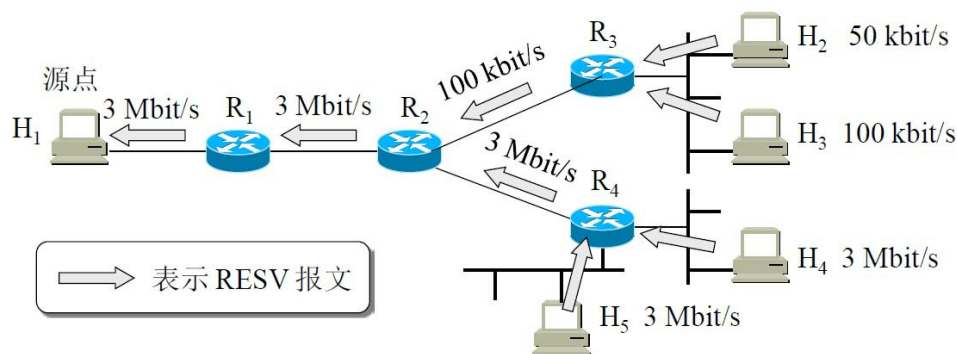 源点
H1
3 Mbit/s
R1
3 Mbit/s
R2
100 kbit/s
R3
H2 50 kbit/s
H3 100 kbit/s
3 Mbit/s
R4
H4 3 Mbit/s
H5 3 Mbit/s
表示 RESV 报文